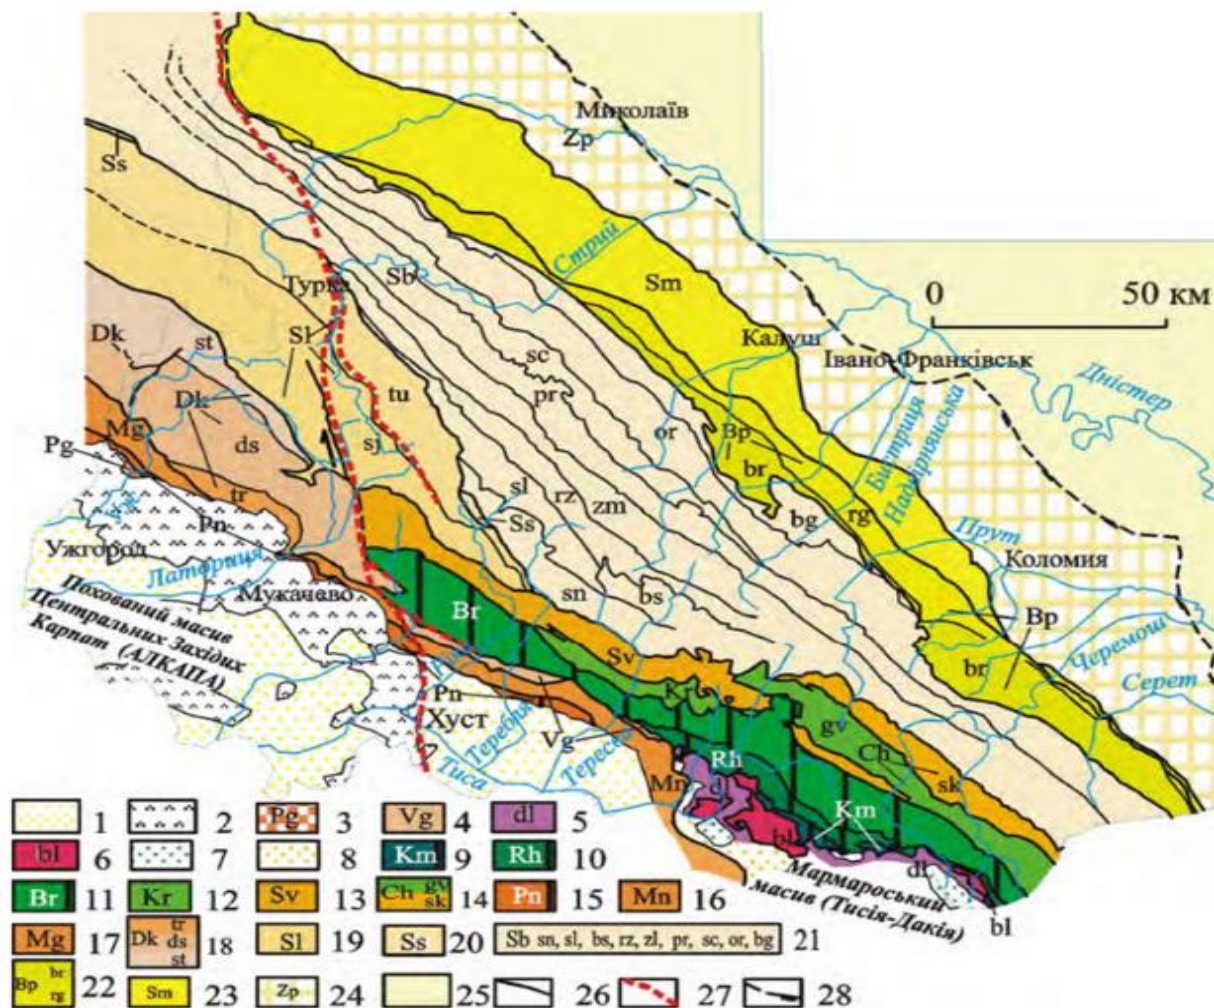 Миколаїв
Zp
Ss
Стрий
Sb
Sm
Турка
0 50 км
Калуш
Dk
st
Sl
sc
Івано-Франківськ
Дністер
pr
Dk
tu
Mg
or
Bp
Бистриця
Надвірнянська
Pg
ds
sj
br
tr
sl
rz
zm
bg
rg
Pn
Ss
Прут
Ужгород
Латориця
Коломия
Мукачево
Br
sn
bs
Bp
Похований масив
Центральних Західих
Карпат (АЛКАПА)
Sv
br
Черемош
Серет
Pn
Хуст
Kr
gv
Теребля
Vg
Ch
Тиса
Тересва
Rh
sk
Mn
dl
Km
bl
dl
Мармароський
масив (Тисія-Дакія)
bl
1 2 Pg 3 Vg 4 dl 5
bl 6 7 8 Km 9 Rh 10
Br 11 Kr 12 Sv 13 Ch gv sk 14 Pn 15 Mn 16
Mg 17 Dk tr ds st 18 Sl 19 Ss 20 Sb sn, sl, bs, rz, zl, pr, sc, or, bg 21
Bp br rg 22 Sm 23 Zp 24 25 26 27 28